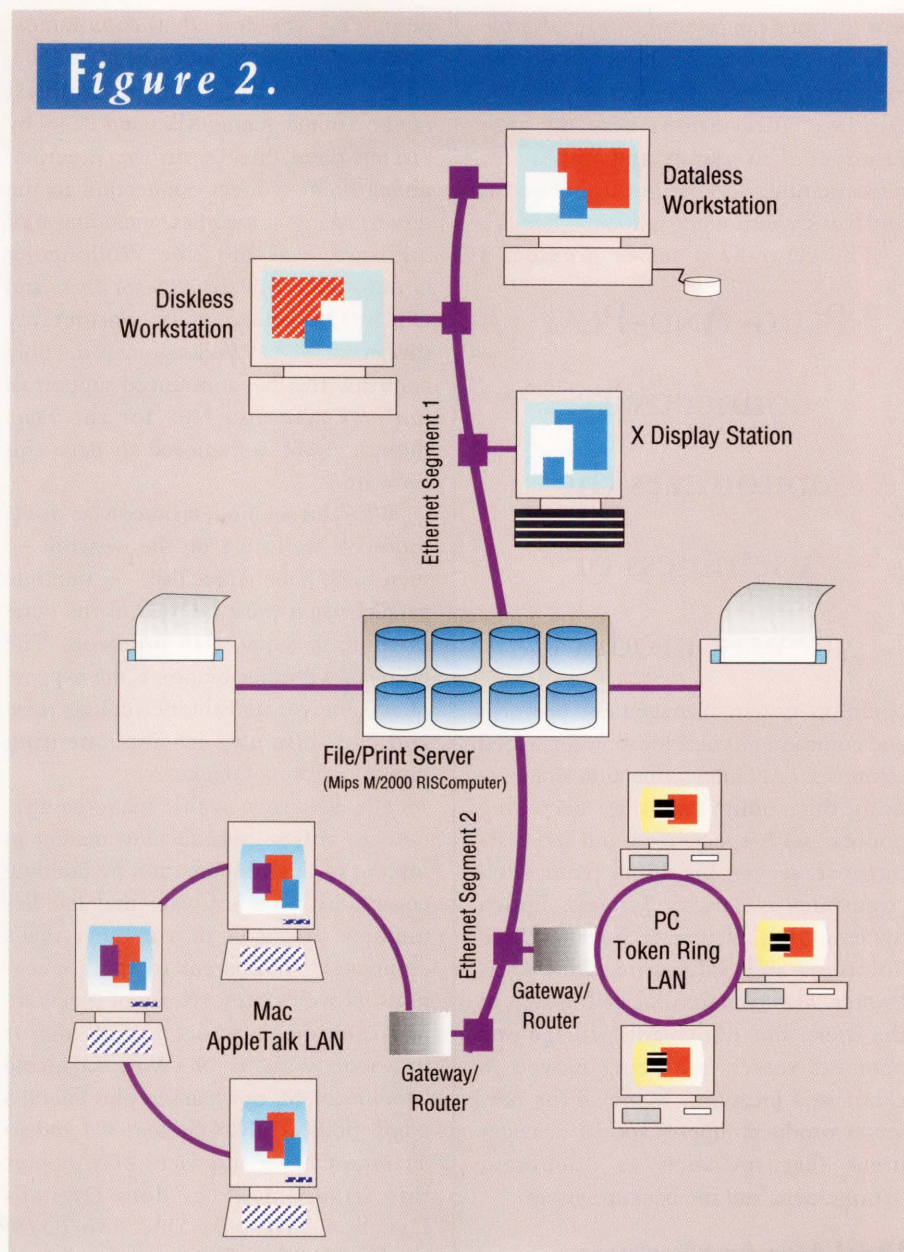 Figure 2.
Dataless
Workstation
Diskless
Workstation
Ethernet Segment 1
X Display Station
File/Print Server
(Mips M/2000 RISComputer)
Ethernet Segment 2
PC
Token Ring
LAN
Gateway/
Router
Mac
AppleTalk LAN
Gateway/
Router